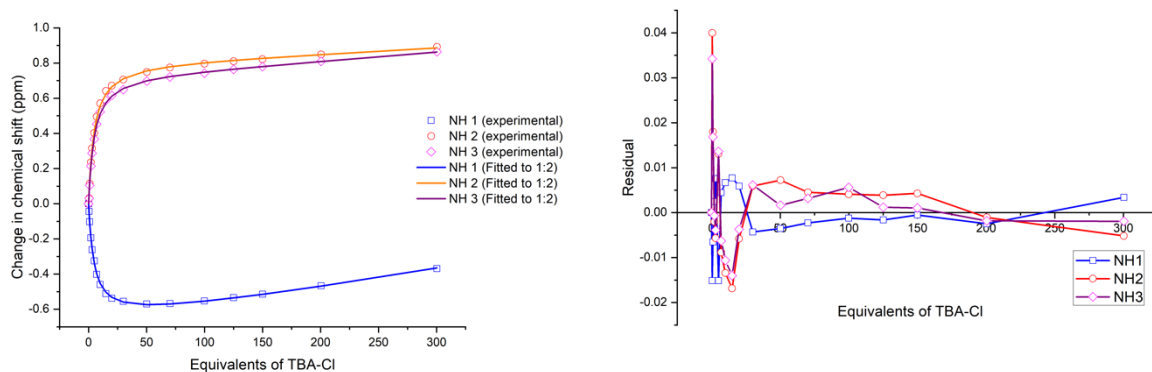 Change in chemical shift (ppm)
1.0
0.8
0.6
0.4
0.2
0.0
-0.2
-0.4
-0.6
0
50
100
150
200
250
300
Equivalents of TBA-Cl
NH 1 (experimental)
NH 2 (experimental)
NH 3 (experimental)
NH 1 (Fitted to 1:2)
NH 2 (Fitted to 1:2)
NH 3 (Fitted to 1:2)
Residual
0.04
0.03
0.02
0.01
0.00
-0.01
-0.02
0
50
100
150
200
250
300
Equivalents of TBA-Cl
NH1
NH2
NH3